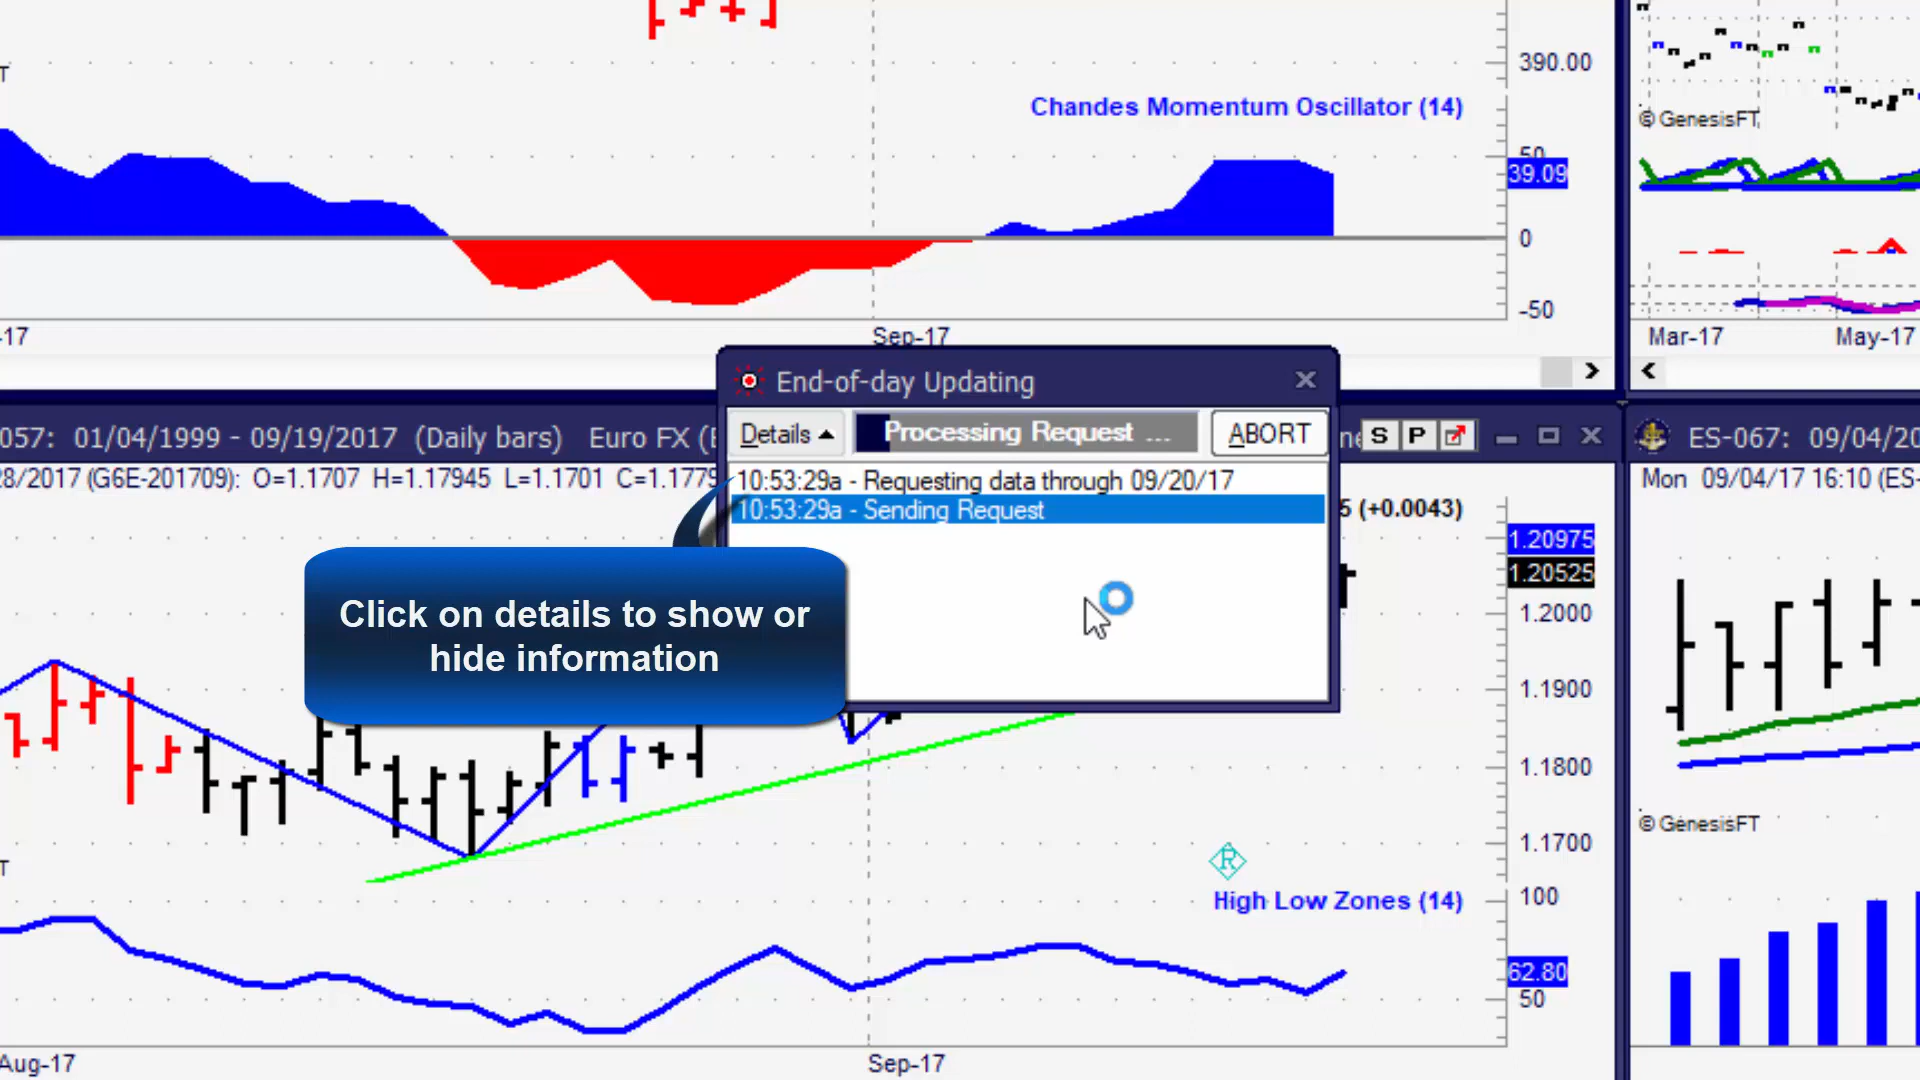 390.00
Chandes Momentum Oscillator (14)
50
39.09
0
-50
-17
Sep-17
© GenesisFT
Mar-17
May-17
End-of-day Updating
Details
Processing Request ...
ABORT
10:53:29a - Requesting data through 09/20/17
10:53:29a - Sending Request
057: 01/04/1999 - 09/19/2017 (Daily bars) Euro FX (
S P
28/2017 (G6E-201709): O=1.1707 H=1.17945 L=1.1701 C=1.1779
5 (+0.0043)
Click on details to show or
hide information
1.20975
1.20525
1.2000
1.1900
1.1800
1.1700
R
High Low Zones (14)
100
62.80
50
Aug-17
Sep-17
ES-067: 09/04/20
Mon 09/04/17 16:10 (ES-
© GenesisFT